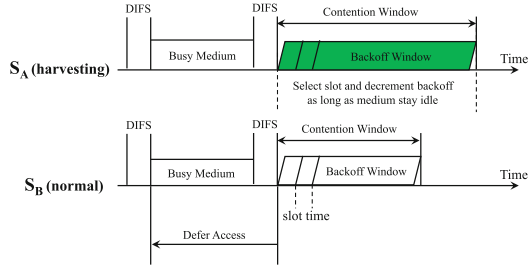 DIFS
DIFS
Contention Window
Busy Medium
Backoff Window
Time
SA (harvesting)
Select slot and decrement backoff
as long as medium stay idle
DIFS
DIFS
Contention Window
Busy Medium
Backoff Window
Time
SB (normal)
slot time
Defer Access